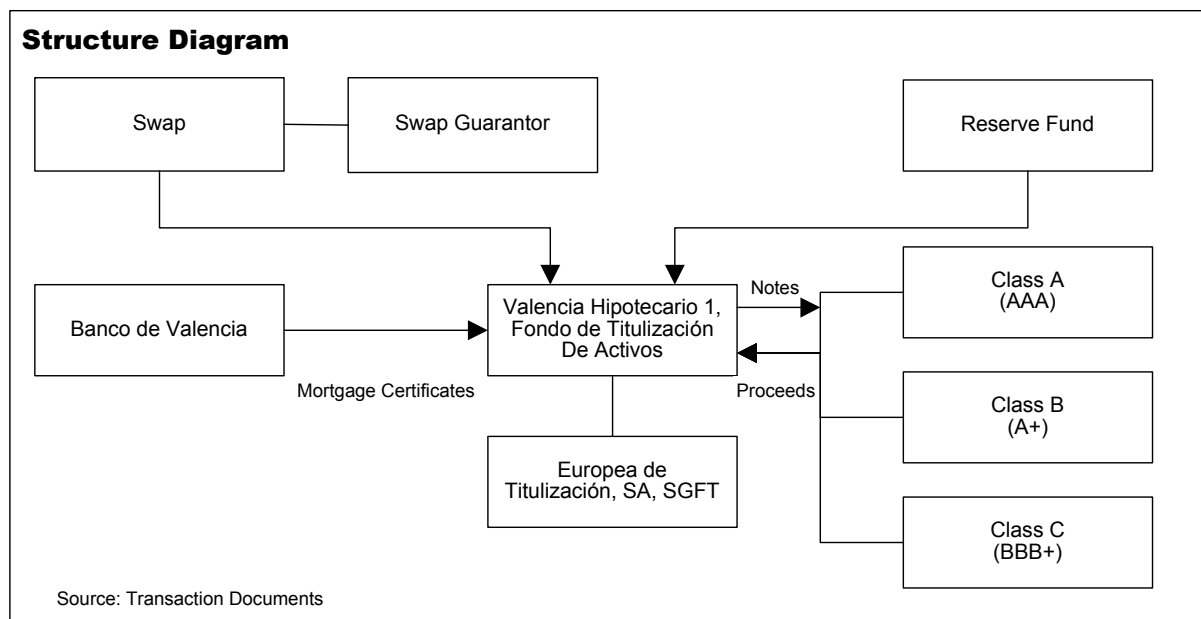 Structure Diagram
Swap
Swap Guarantor
Reserve Fund
Banco de Valencia
Mortgage Certificates
Valencia Hipotecario 1,
Fondo de Titulización
De Activos
Notes
Proceeds
Class A
(AAA)
Class B
(A+)
Class C
(BBB+)
Europea de
Titulización, SA, SGFT
Source: Transaction Documents